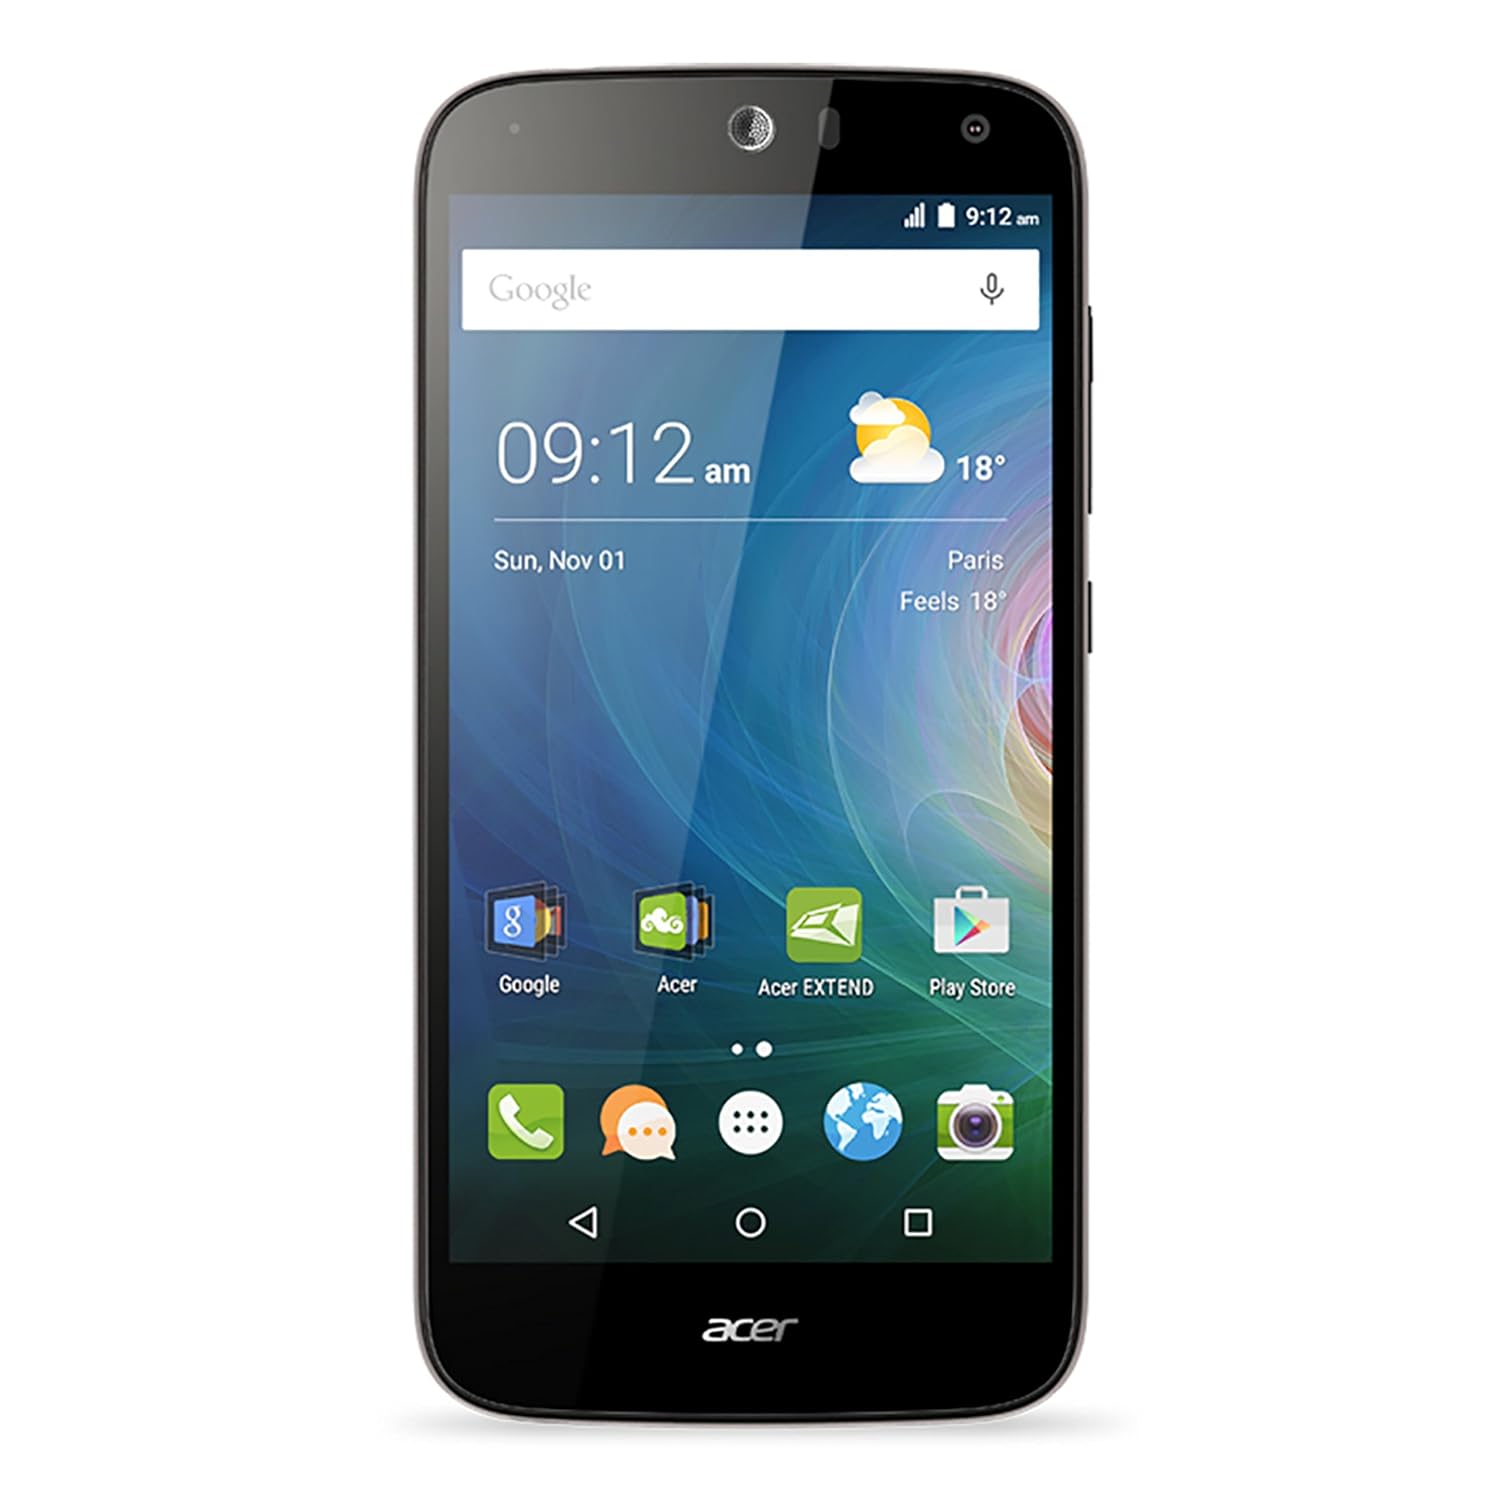 9:12 am
Google
09:12 am
18°
Sun, Nov 01
Paris
Feels 18°
g
Google
Acer
Acer EXTEND
Play Store
acer